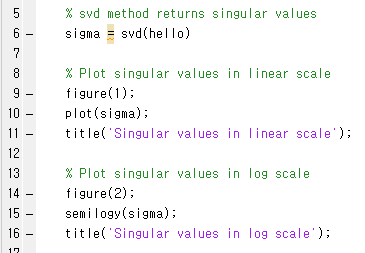 5 % svd method returns singular values
6 – sigma = svd(hello)
7
8 % Plot singular values in linear scale
9 – figure(1);
10 – plot(sigma);
11 – title('Singular values in linear scale');
12
13 % Plot singular values in log scale
14 – figure(2);
15 – semilogy(sigma);
16 – title('Singular values in log scale');